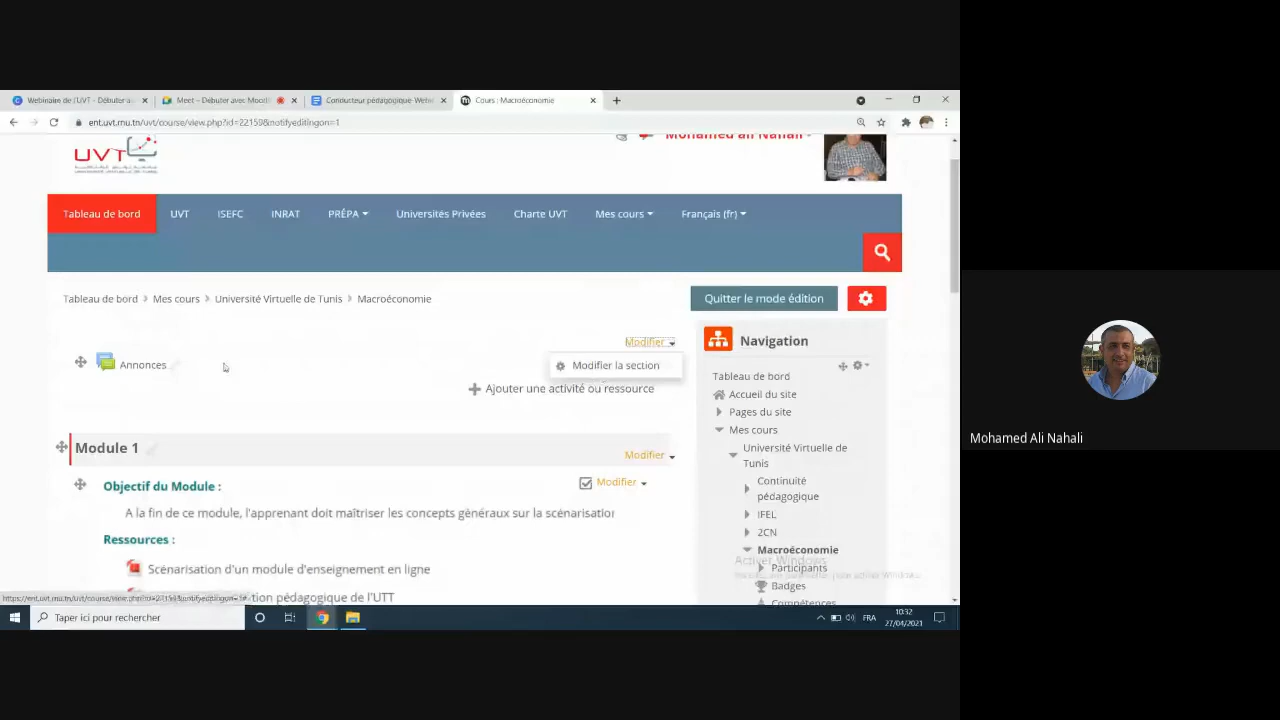 Webinaire de l'UVT - Débuter a
Meet – Débuter avec Moodl
Conducteur pédagogique-Webi
Cours : Macroéconomie
ent.uvt.rnu.tn/uvt/course/view.php?id=22159&notifyeditingon=1
UVT
Mohamed ali Nahali
Tableau de bord
UVT
ISEFC
INRAT
PRÉPA
Universités Privées
Charte UVT
Mes cours
Français (fr)
Tableau de bord
Mes cours
Université Virtuelle de Tunis
Macroéconomie
Quitter le mode édition
Modifier
Annonces
Modifier la section
Ajouter une activité ou ressource
Module 1
Modifier
Objectif du Module :
Modifier
A la fin de ce module, l'apprenant doit maîtriser les concepts généraux sur la scénarisation
Ressources :
Scénarisation d'un module d'enseignement en ligne
tion pédagogique de l'UTT
Navigation
Tableau de bord
Accueil du site
Pages du site
Mes cours
Université Virtuelle de
Tunis
Continuité
pédagogique
IFEL
2CN
Macroéconomie
Activer Windows
Participants
Badges
Compétences
Taper ici pour rechercher
FRA
10:32
27/04/2021
Mohamed Ali Nahali